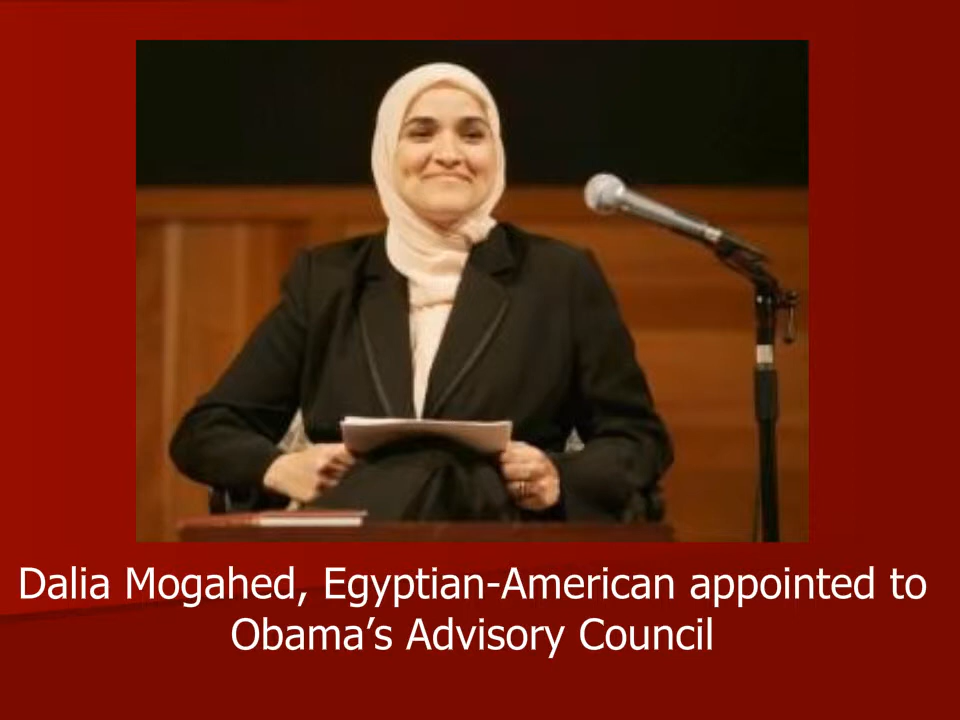 Dalia Mogahed, Egyptian-American appointed to
Obama’s Advisory Council